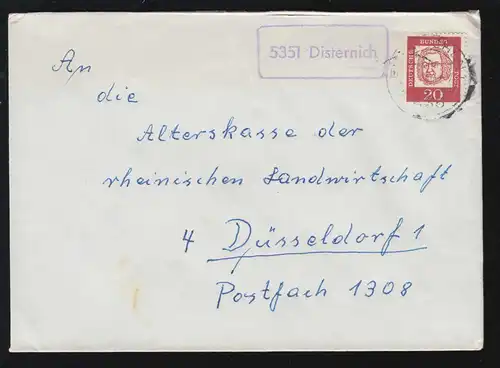 5351 Disternich
DEUTSCHE
BUNDESPOST
20
An
die
Alterskasse der
rheinischen Landwirtschaft
4 Düsseldorf 1
Postfach 1308